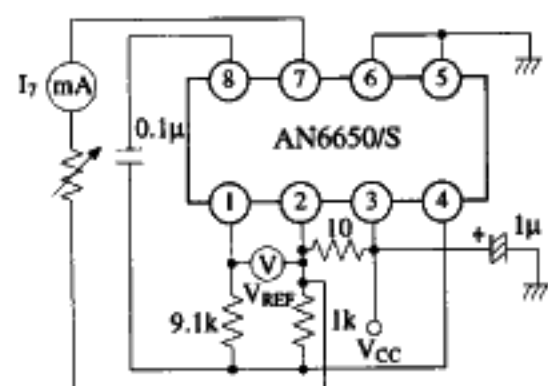 8 7 6 5
I7 mA
0.1μ
AN6650/S
1 2 3 4
10
+ 1μ
V
VREF
9.1k 1k
VCC